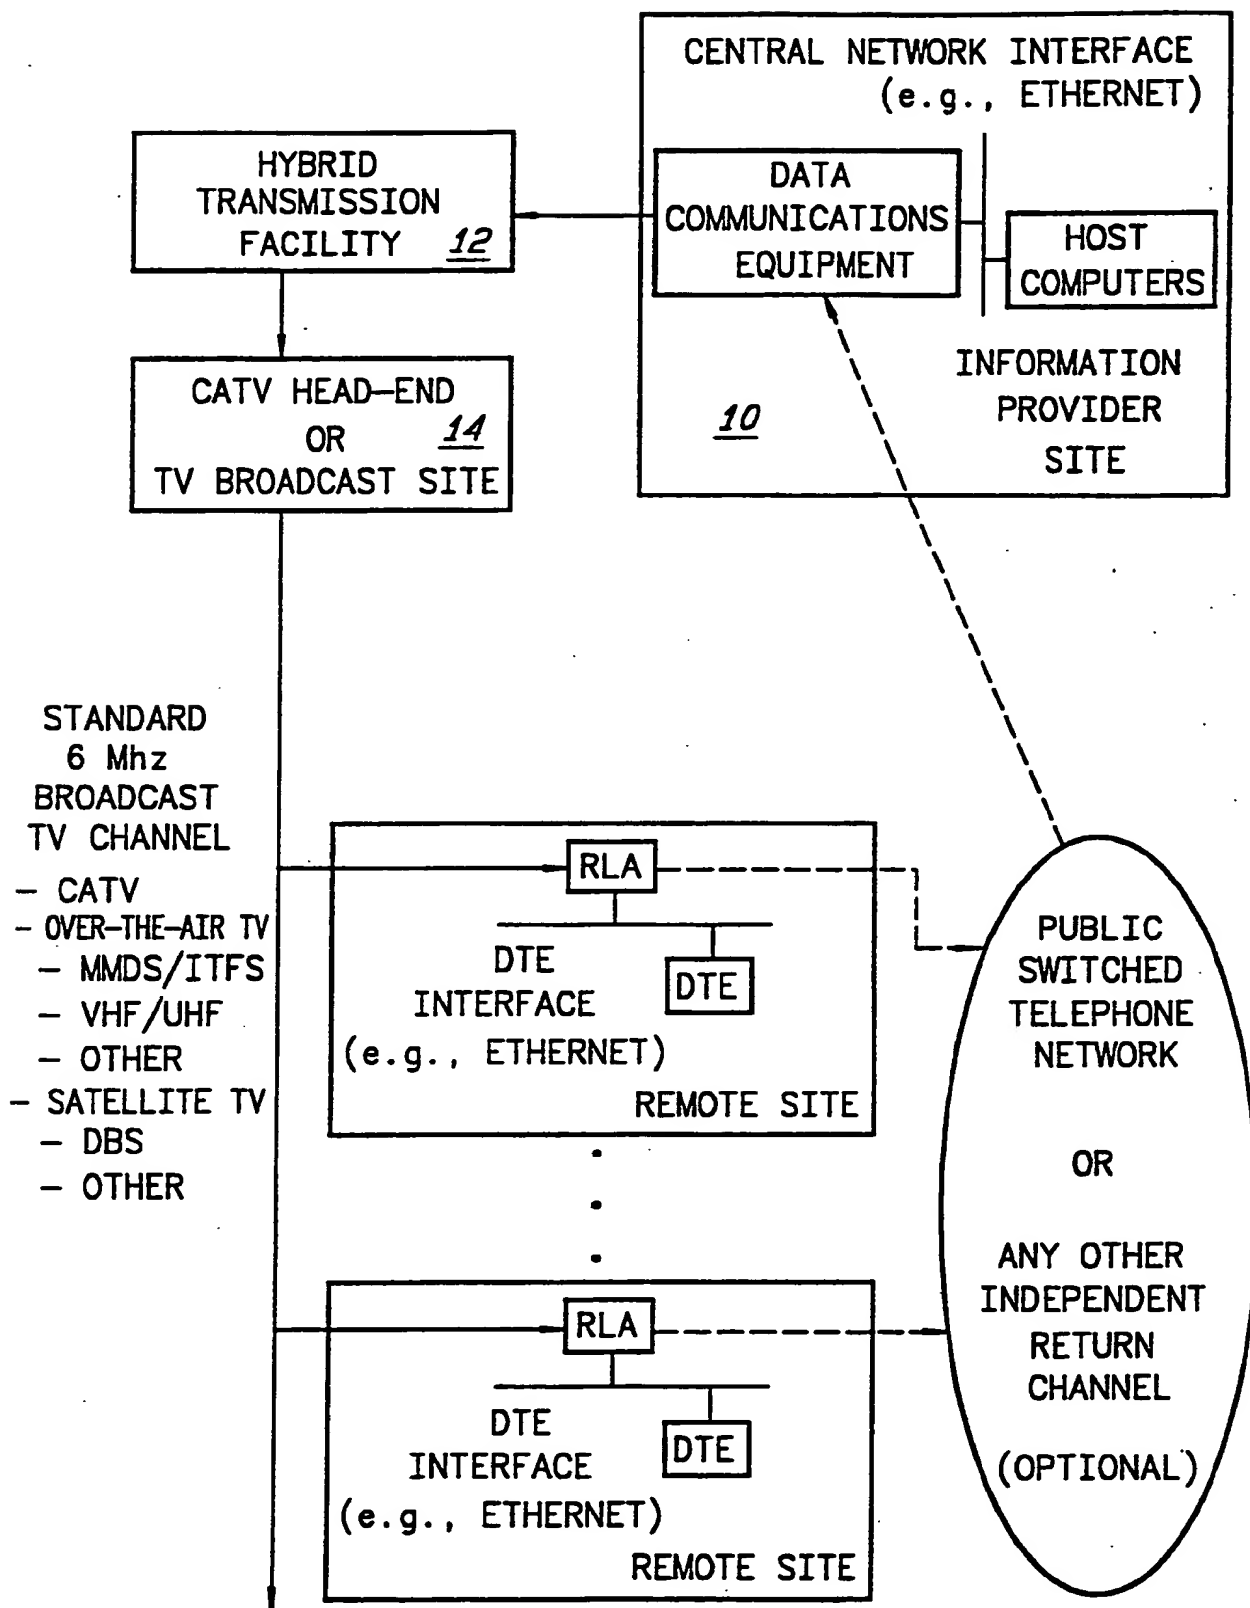 CENTRAL NETWORK INTERFACE
(e.g., ETHERNET)
HYBRID
TRANSMISSION
FACILITY 12
DATA
COMMUNICATIONS
EQUIPMENT
HOST
COMPUTERS
INFORMATION
PROVIDER
SITE
10
CATV HEAD-END
OR 14
TV BROADCAST SITE
STANDARD
6 Mhz
BROADCAST
TV CHANNEL
- CATV
- OVER-THE-AIR TV
- MMDS/ITFS
- VHF/UHF
- OTHER
- SATELLITE TV
- DBS
- OTHER
RLA
DTE
INTERFACE
(e.g., ETHERNET)
DTE
REMOTE SITE
RLA
DTE
INTERFACE
(e.g., ETHERNET)
DTE
REMOTE SITE
PUBLIC
SWITCHED
TELEPHONE
NETWORK
OR
ANY OTHER
INDEPENDENT
RETURN
CHANNEL
(OPTIONAL)